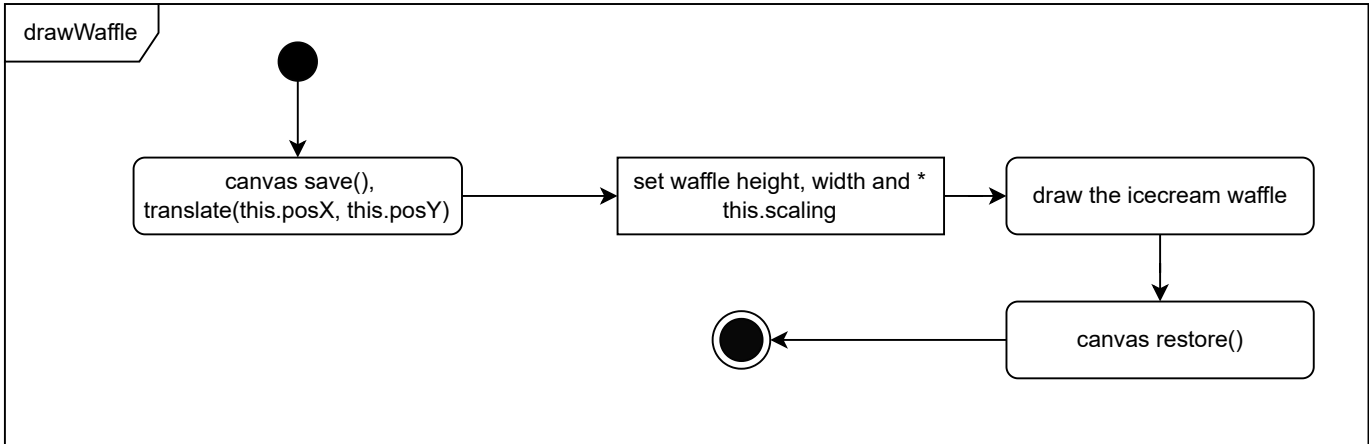 drawWaffle
canvas save(),
translate(this.posX, this.posY)
set waffle height, width and *
this.scaling
draw the icecream waffle
canvas restore()